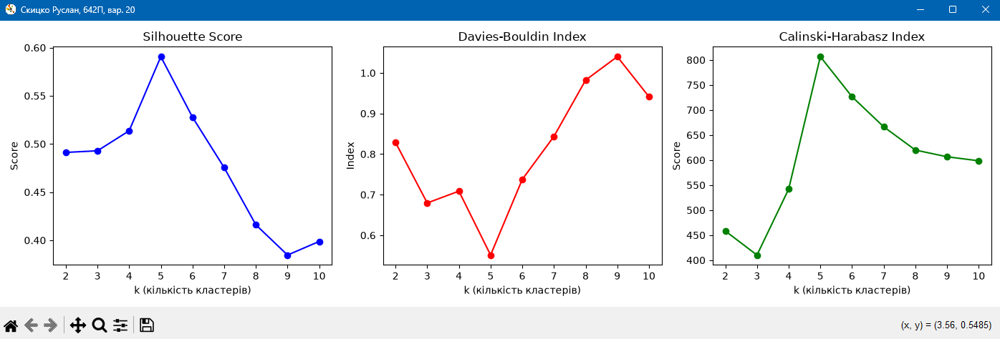 Скицко Руслан, 642П, вар. 20
Silhouette Score
0.60
0.55
0.50
0.45
0.40
Score
2 3 4 5 6 7 8 9 10
k (кількість кластерів)
Davies-Bouldin Index
1.0
0.9
0.8
0.7
0.6
Index
2 3 4 5 6 7 8 9 10
k (кількість кластерів)
Calinski-Harabasz Index
800
750
700
650
600
550
500
450
400
Score
2 3 4 5 6 7 8 9 10
k (кількість кластерів)
(x, y) = (3.56, 0.5485)